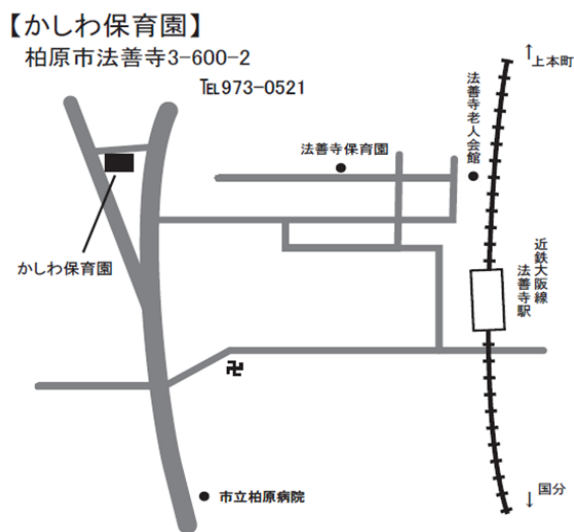 【かしわ保育園】
柏原市法善寺3-600-2
℡973-0521
↑
上本町
法善寺老人会館
法善寺保育園
かしわ保育園
近鉄大阪線
法善寺駅
卍
市立柏原病院
国分
↓